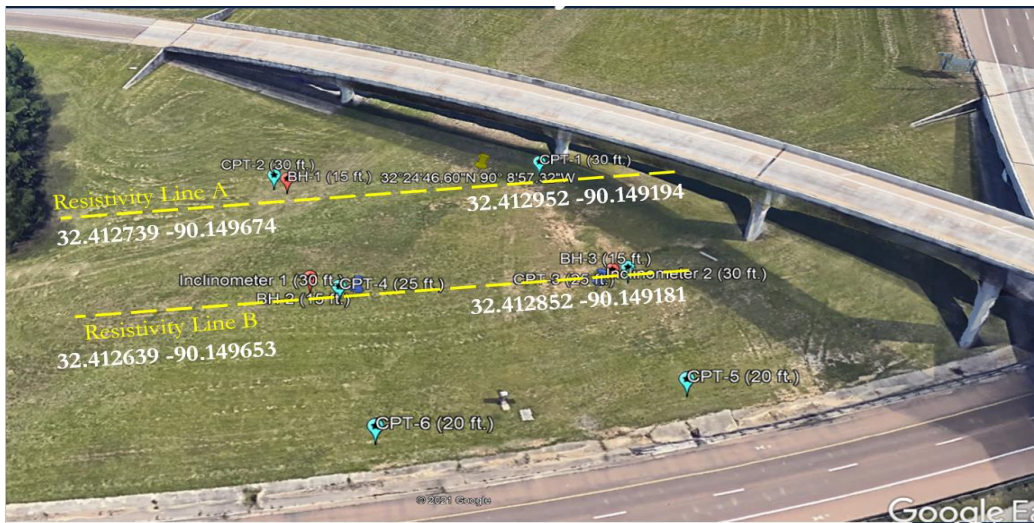 CPT-2 (30 ft.)
CPT-1 (30 ft.)
BH-1 (15 ft.)
32°24'46.60"N 90° 8'57.32"W
Resistivity Line A
32.412952 -90.149194
32.412739 -90.149674
BH-3 (15 ft.)
Inclinometer 1 (30 ft.)
CPT-4 (25 ft.)
CPT-3 (25 ft.)
Inclinometer 2 (30 ft.)
BH-2 (15 ft.)
32.412852 -90.149181
Resistivity Line B
32.412639 -90.149653
CPT-5 (20 ft.)
CPT-6 (20 ft.)
© 2021 Google